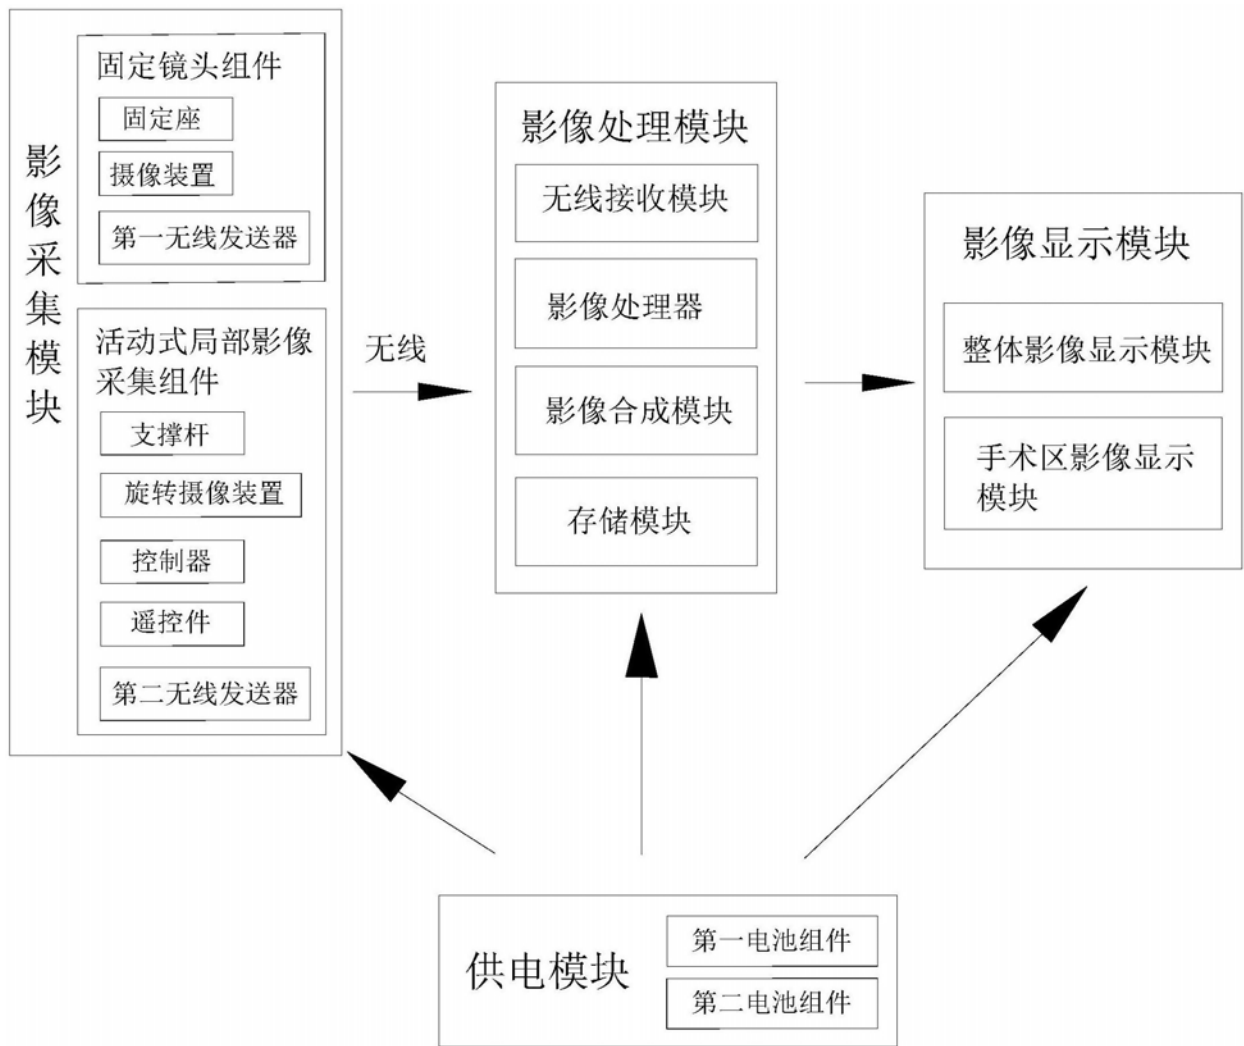 影像采集模块
固定镜头组件
固定座
摄像装置
第一无线发送器
活动式局部影像
采集组件
支撑杆
旋转摄像装置
控制器
遥控件
第二无线发送器
无线
影像处理模块
无线接收模块
影像处理器
影像合成模块
存储模块
影像显示模块
整体影像显示模块
手术区影像显示
模块
供电模块
第一电池组件
第二电池组件